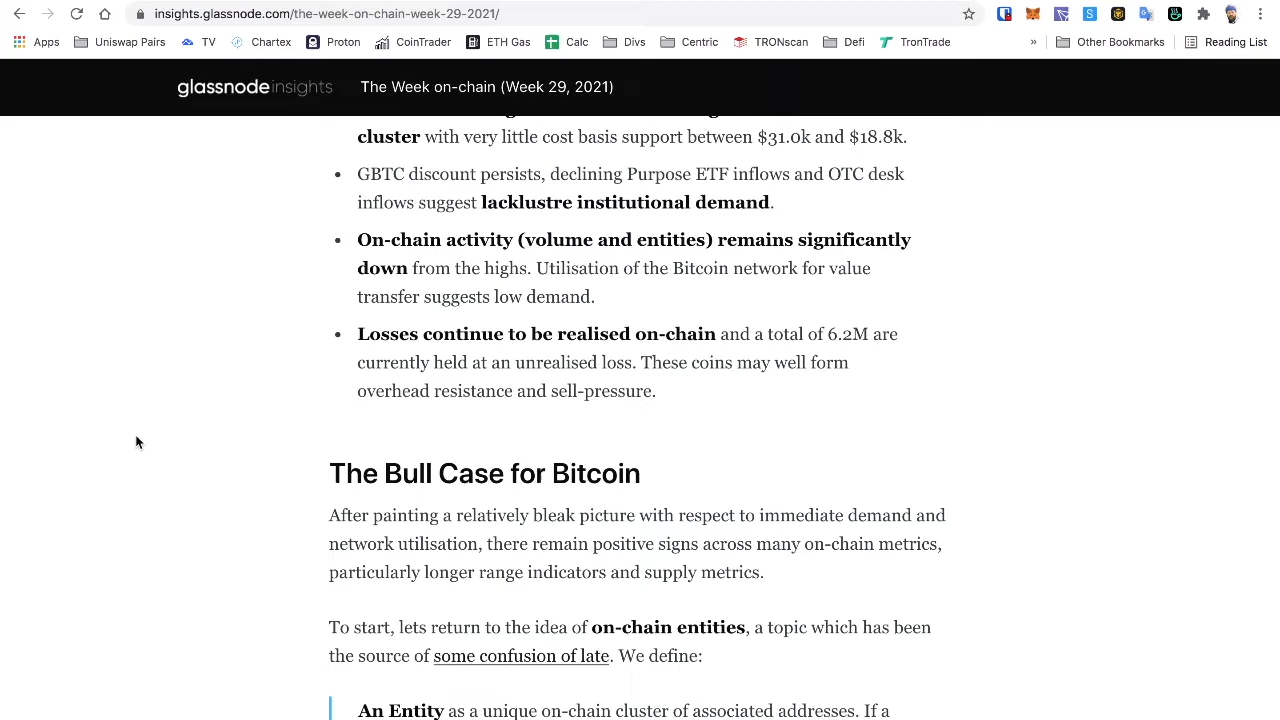 insights.glassnode.com/the-week-on-chain-week-29-2021/
Apps Uniswap Pairs TV Chartex Proton CoinTrader ETH Gas Calc Divs Centric TRONscan Defi TronTrade » Other Bookmarks Reading List
glassnodeinsights The Week on-chain (Week 29, 2021)
cluster with very little cost basis support between $31.0k and $18.8k.
• GBTC discount persists, declining Purpose ETF inflows and OTC desk
inflows suggest lacklustre institutional demand.
• On-chain activity (volume and entities) remains significantly
down from the highs. Utilisation of the Bitcoin network for value
transfer suggests low demand.
• Losses continue to be realised on-chain and a total of 6.2M are
currently held at an unrealised loss. These coins may well form
overhead resistance and sell-pressure.
The Bull Case for Bitcoin
After painting a relatively bleak picture with respect to immediate demand and
network utilisation, there remain positive signs across many on-chain metrics,
particularly longer range indicators and supply metrics.
To start, lets return to the idea of on-chain entities, a topic which has been
the source of some confusion of late. We define:
An Entity as a unique on-chain cluster of associated addresses. If a